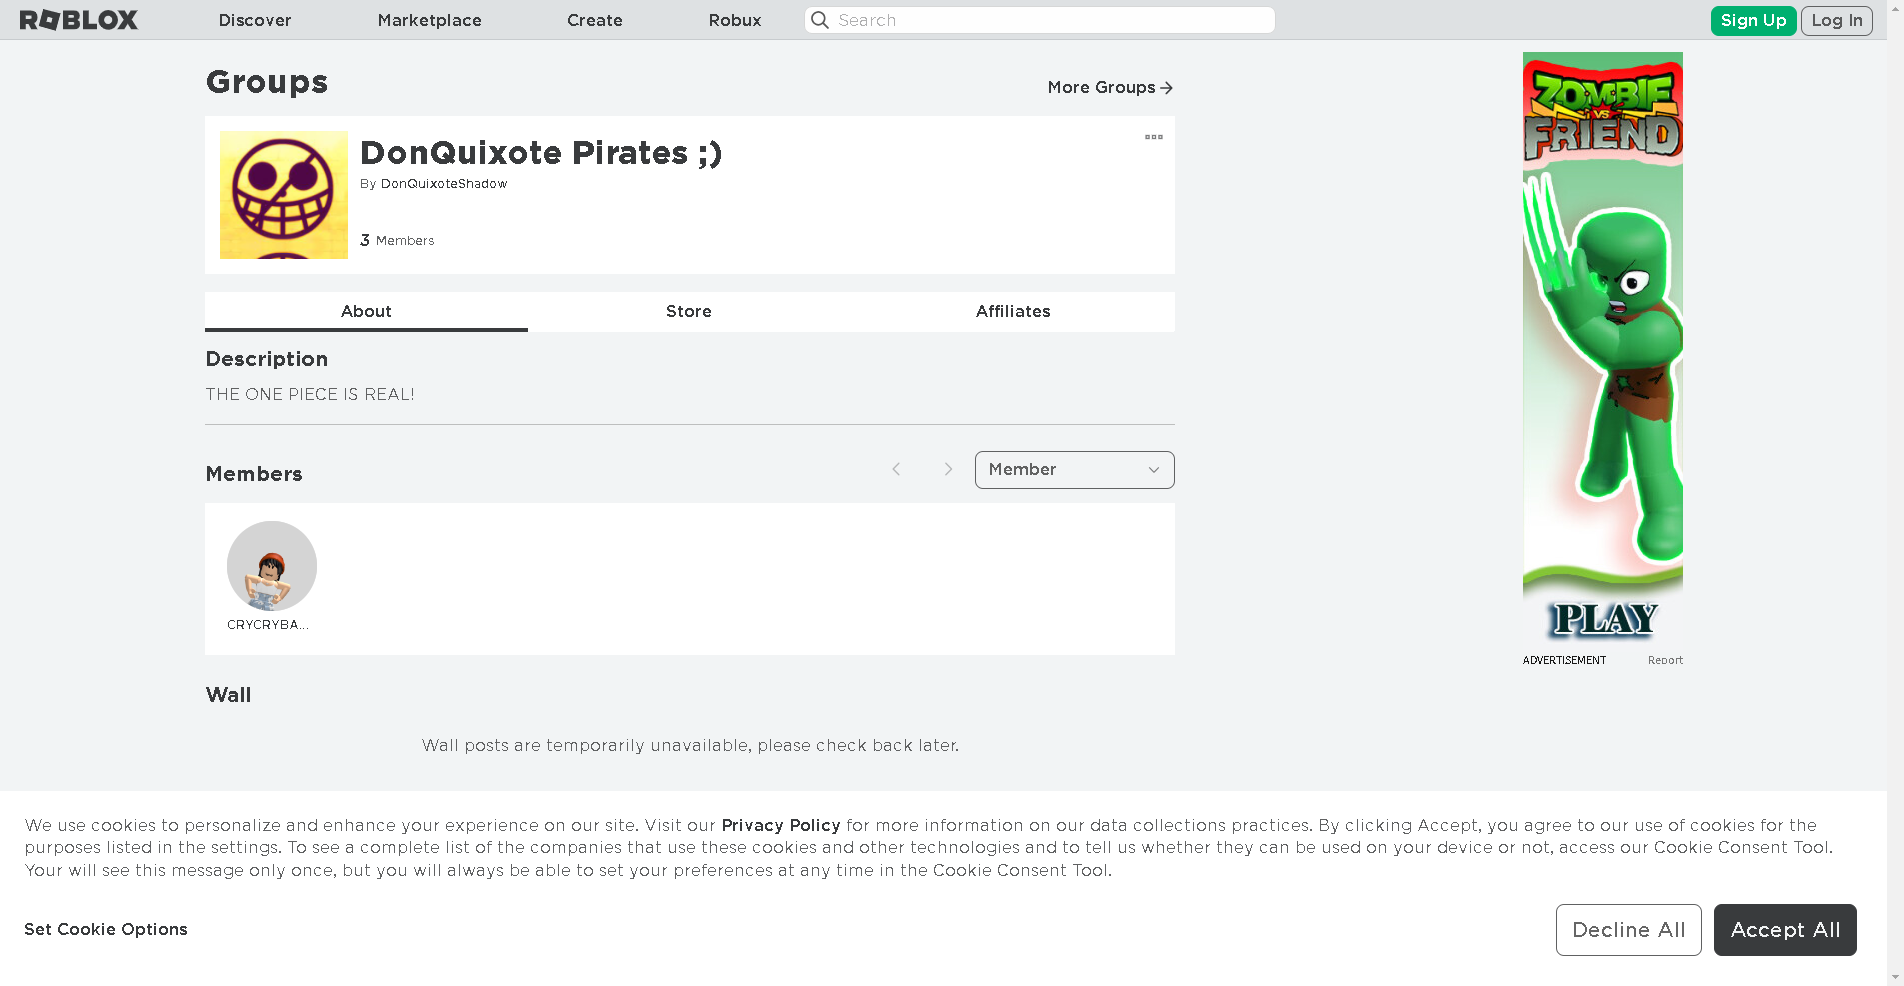 ROBLOX Discover Marketplace Create Robux Search Sign Up Log In
Groups
More Groups
DonQuixote Pirates ;)
By DonQuixoteShadow
3 Members
About Store Affiliates
Description
THE ONE PIECE IS REAL!
Members
Member
CRYCRYBA...
Wall
Wall posts are temporarily unavailable, please check back later.
ZOMBIE
VS
FRIEND
PLAY
ADVERTISEMENT Report
We use cookies to personalize and enhance your experience on our site. Visit our Privacy Policy for more information on our data collections practices. By clicking Accept, you agree to our use of cookies for the
purposes listed in the settings. To see a complete list of the companies that use these cookies and other technologies and to tell us whether they can be used on your device or not, access our Cookie Consent Tool.
Your will see this message only once, but you will always be able to set your preferences at any time in the Cookie Consent Tool.
Set Cookie Options
Decline All
Accept All